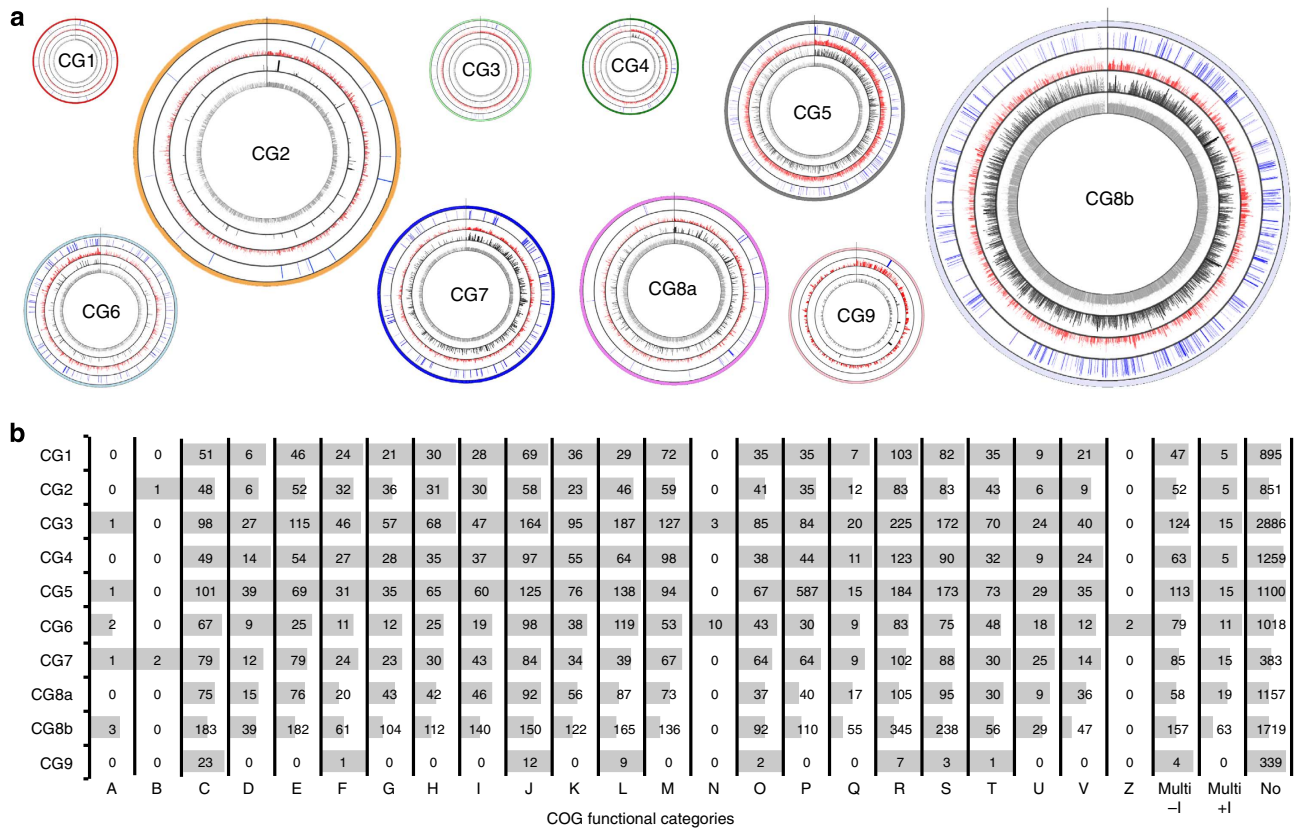 a
CG1
CG2
CG3
CG4
CG5
CG8b
CG6
CG7
CG8a
CG9
b
CG1 0 0 51 6 46 24 21 30 28 69 36 29 72 0 35 35 7 103 82 35 9 21 0 47 5 895
CG2 0 1 48 6 52 32 36 31 30 58 23 46 59 0 41 35 12 83 83 43 6 9 0 52 5 851
CG3 1 0 98 27 115 46 57 68 47 164 95 187 127 3 85 84 20 225 172 70 24 40 0 124 15 2886
CG4 0 0 49 14 54 27 28 35 37 97 55 64 98 0 38 44 11 123 90 32 9 24 0 63 5 1259
CG5 1 0 101 39 69 31 35 65 60 125 76 138 94 0 67 587 15 184 173 73 29 35 0 113 15 1100
CG6 2 0 67 9 25 11 12 25 19 98 38 119 53 10 43 30 9 83 75 48 18 12 2 79 11 1018
CG7 1 2 79 12 79 24 23 30 43 84 34 39 67 0 64 64 9 102 88 30 25 14 0 85 15 383
CG8a 0 0 75 15 76 20 43 42 46 92 56 87 73 0 37 40 17 105 95 30 9 36 0 58 19 1157
CG8b 3 0 183 39 182 61 104 112 140 150 122 165 136 0 92 110 55 345 238 56 29 47 0 157 63 1719
CG9 0 0 23 0 0 1 0 0 0 12 0 9 0 0 2 0 0 7 3 1 0 0 0 4 0 339
A B C D E F G H I J K L M N O P Q R S T U V Z Multi Multi No
–I +I
COG functional categories